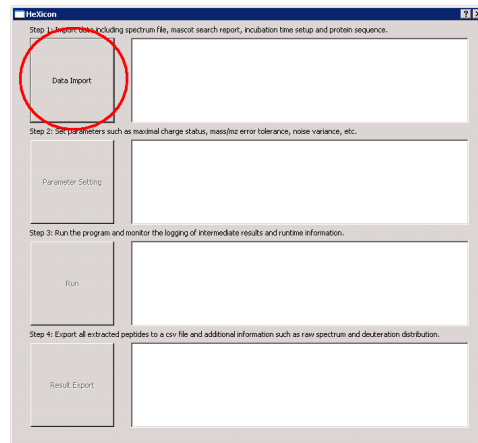 HeXicon
Step 1: Import data including spectrum file, mascot search report, incubation time setup and protein sequence.
Data Import
Step 2: Set parameters such as maximal charge status, mass/mz error tolerance, noise variance, etc.
Parameter Setting
Step 3: Run the program and monitor the logging of intermediate results and runtime information.
Run
Step 4: Export all extracted peptides to a csv file and additional information such as raw spectrum and deuteration distribution.
Result Export